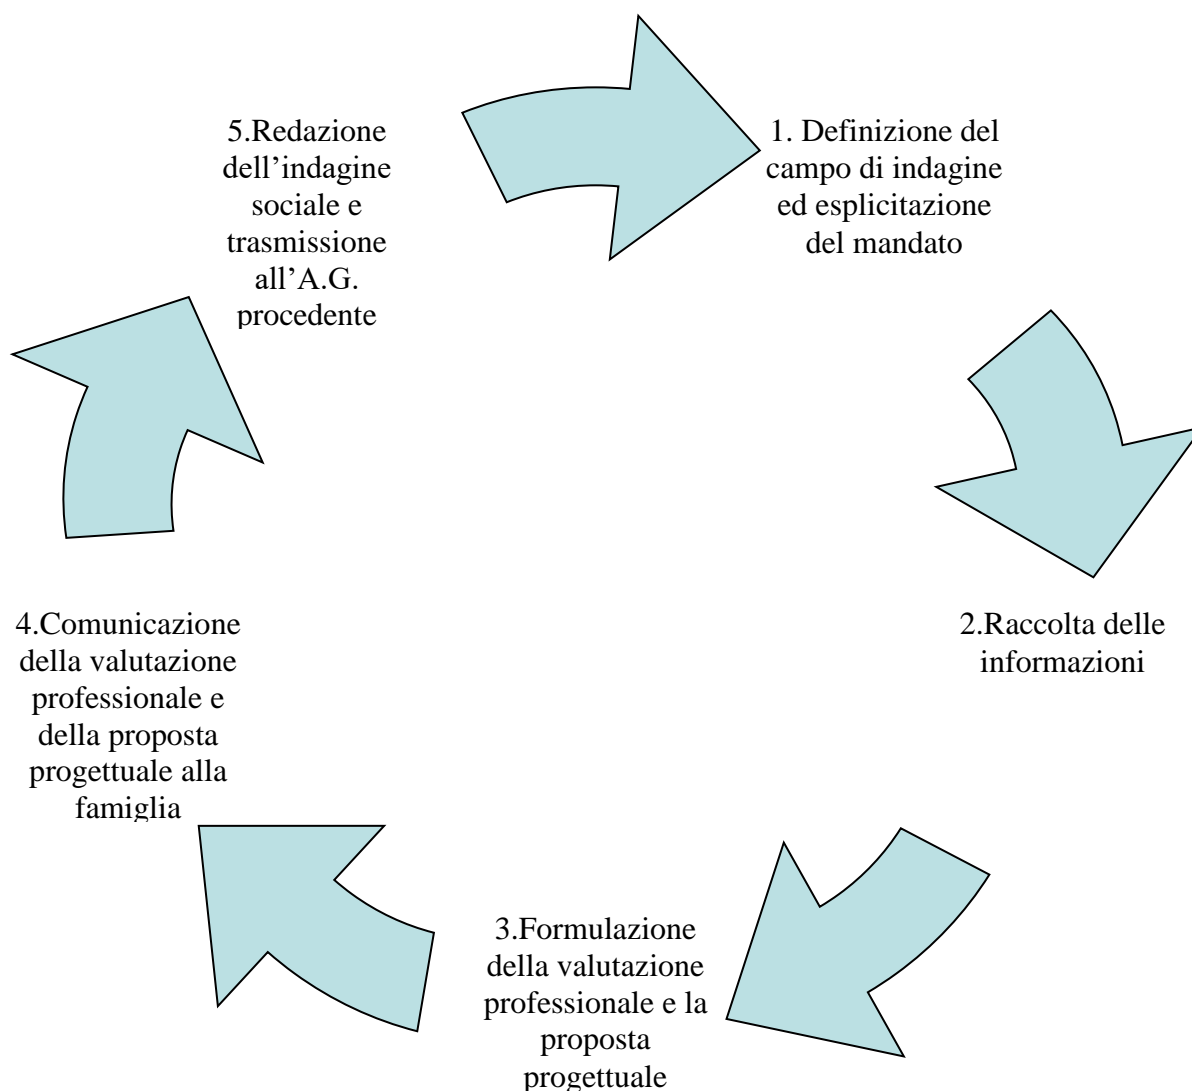 1. Definizione del
campo di indagine
ed esplicitazione
del mandato
2.Raccolta delle
informazioni
3.Formulazione
della valutazione
professionale e la
proposta
progettuale
4.Comunicazione
della valutazione
professionale e
della proposta
progettuale alla
famiglia
5.Redazione
dell’indagine
sociale e
trasmissione
all’A.G.
procedente